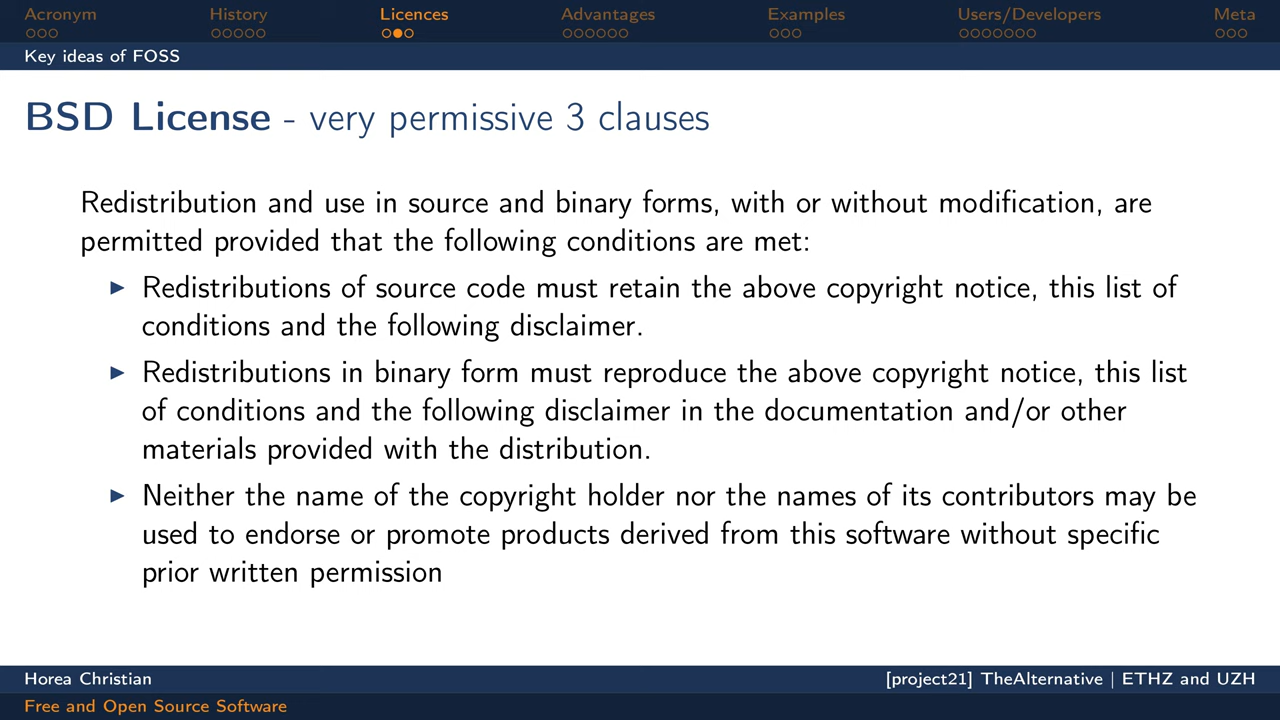 Acronym History Licences Advantages Examples Users/Developers Meta
Key ideas of FOSS
BSD License - very permissive 3 clauses
Redistribution and use in source and binary forms, with or without modification, are
permitted provided that the following conditions are met:
Redistributions of source code must retain the above copyright notice, this list of
conditions and the following disclaimer.
Redistributions in binary form must reproduce the above copyright notice, this list
of conditions and the following disclaimer in the documentation and/or other
materials provided with the distribution.
Neither the name of the copyright holder nor the names of its contributors may be
used to endorse or promote products derived from this software without specific
prior written permission
Horea Christian [project21] TheAlternative | ETHZ and UZH
Free and Open Source Software